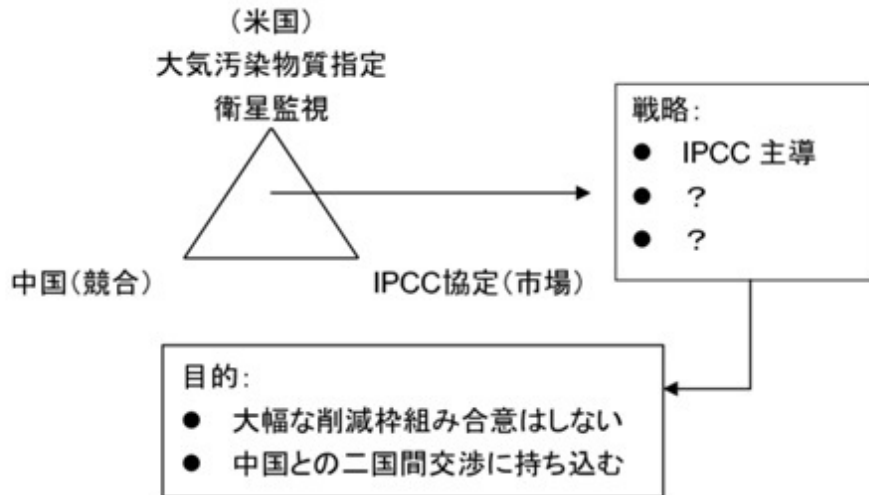 （米国）
大気汚染物質指定
衛星監視
中国（競合）
IPCC協定（市場）
戦略：
● IPCC 主導
● ？
● ？
目的：
● 大幅な削減枠組み合意はしない
● 中国との二国間交渉に持ち込む